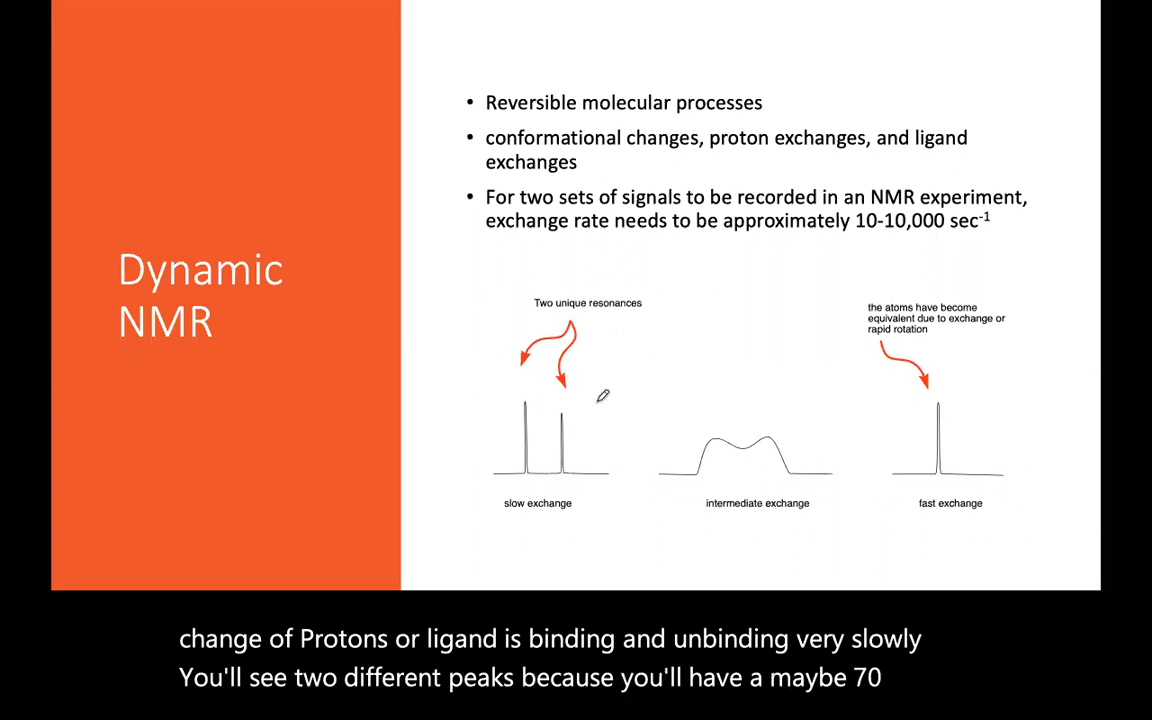 Dynamic
NMR
• Reversible molecular processes
• conformational changes, proton exchanges, and ligand
exchanges
• For two sets of signals to be recorded in an NMR experiment,
exchange rate needs to be approximately 10-10,000 sec⁻¹
Two unique resonances
the atoms have become
equivalent due to exchange or
rapid rotation
slow exchange
intermediate exchange
fast exchange
change of Protons or ligand is binding and unbinding very slowly
You'll see two different peaks because you'll have a maybe 70